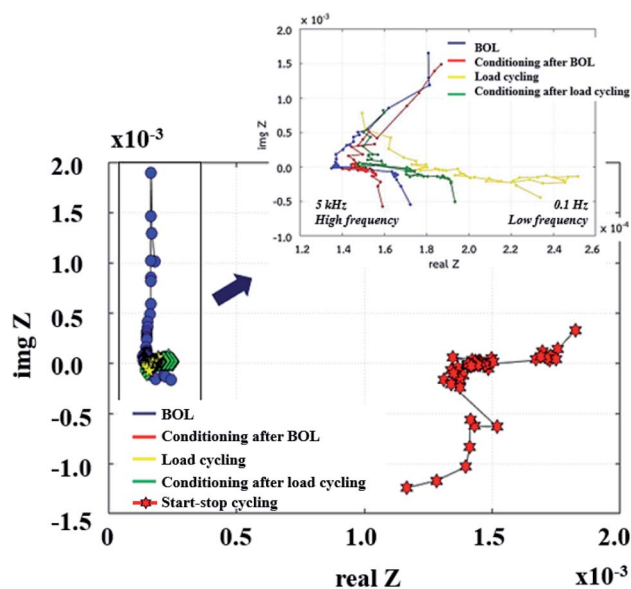 x10-3
2.0
1.5
1.0
0.5
0.0
-0.5
-1.0
1.2 1.4 1.6 1.8 2.0 2.2 2.4 2.6
x10-4
real Z
img Z
BOL
Conditioning after BOL
Load cycling
Conditioning after load cycling
5 kHz
High frequency
0.1 Hz
Low frequency
x10-3
2.0
1.5
1.0
0.5
0.0
-0.5
-1.0
-1.5
img Z
BOL
Conditioning after BOL
Load cycling
Conditioning after load cycling
Start-stop cycling
0 0.5 1.0 1.5 2.0
real Z
x10-3